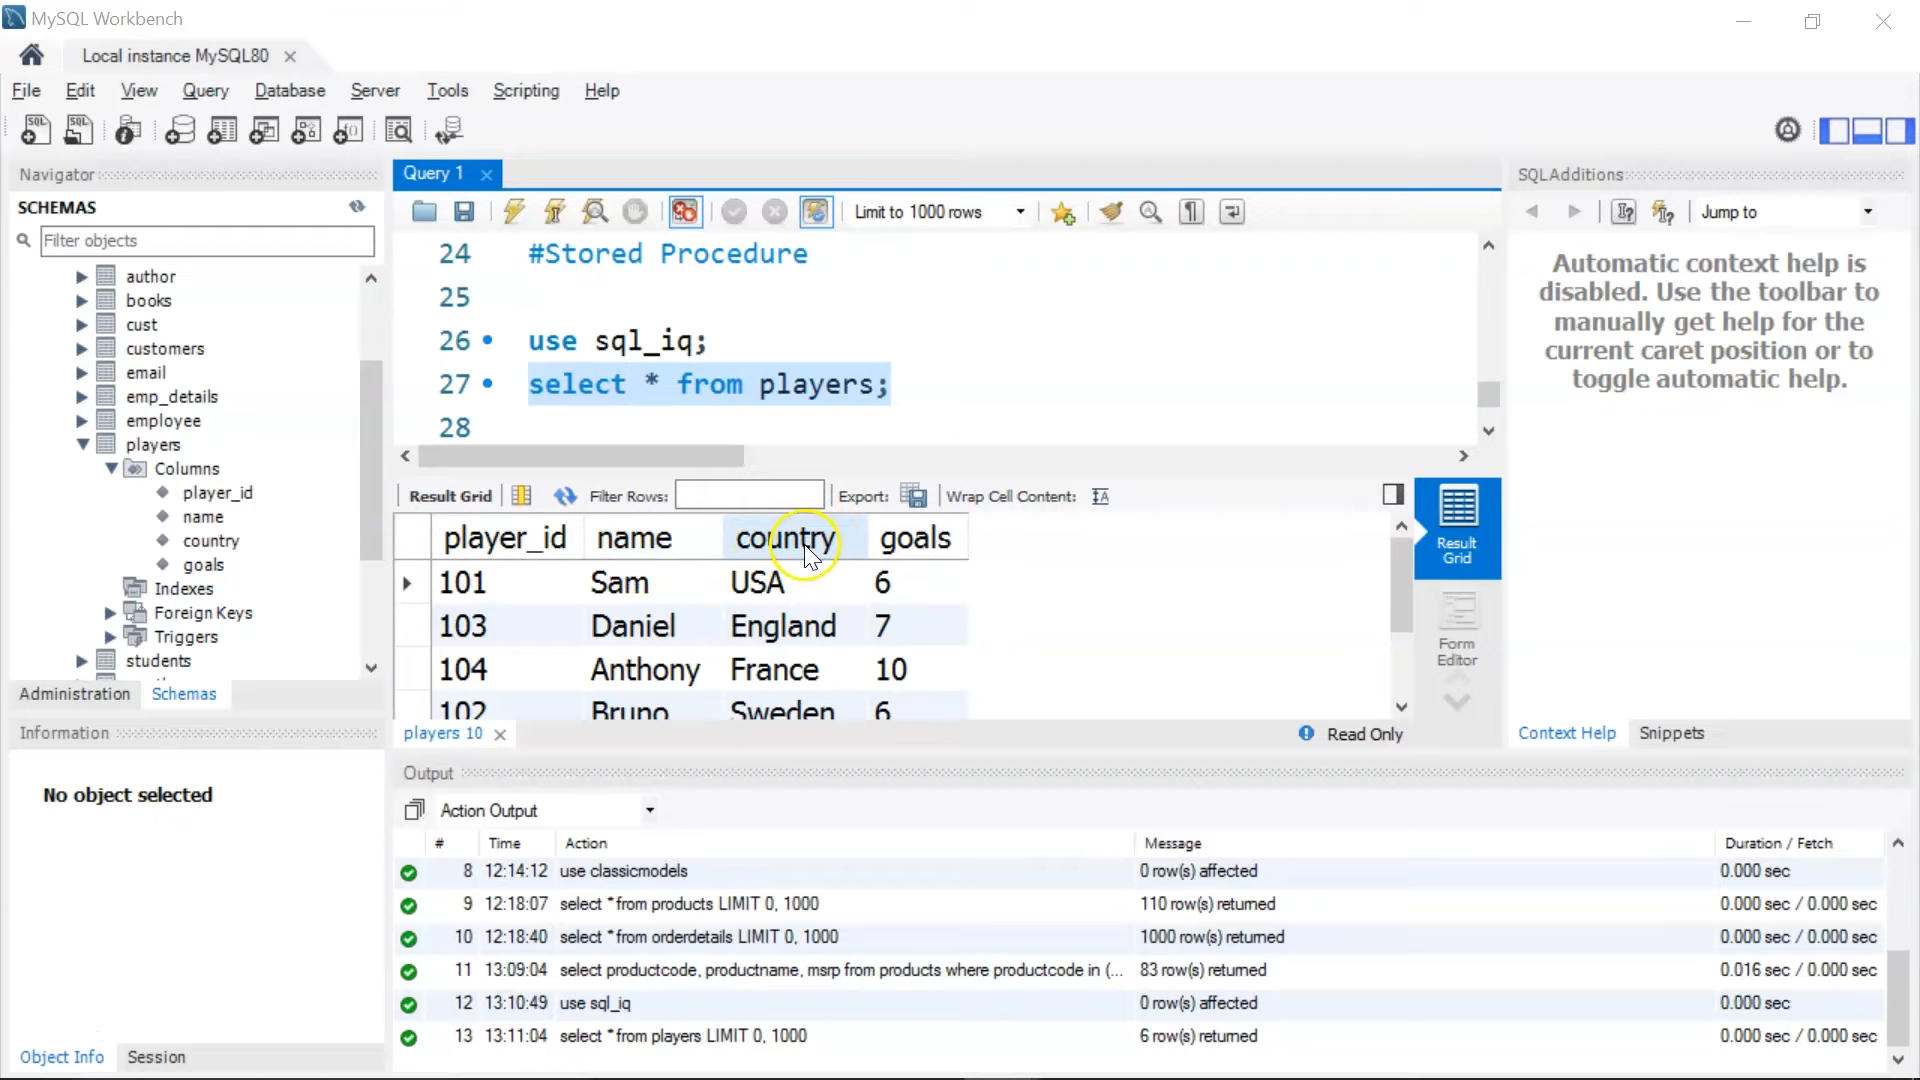 MySQL Workbench
Local instance MySQL80
File Edit View Query Database Server Tools Scripting Help
Navigator
SCHEMAS
Filter objects
author
books
cust
customers
email
emp_details
employee
players
Columns
player_id
name
country
goals
Indexes
Foreign Keys
Triggers
students
Administration Schemas
Information
No object selected
Object Info Session
Query 1
Limit to 1000 rows
24 #Stored Procedure
25
26 use sql_iq;
27 select * from players;
28
Result Grid Filter Rows: Export: Wrap Cell Content:
player_id name country goals
101 Sam USA 6
103 Daniel England 7
104 Anthony France 10
102 Bruno Sweden 6
Result
Grid
Form
Editor
players 10
Read Only
SQLAdditions
Jump to
Automatic context help is
disabled. Use the toolbar to
manually get help for the
current caret position or to
toggle automatic help.
Context Help Snippets
Output
Action Output
# Time Action Message Duration / Fetch
8 12:14:12 use classicmodels 0 row(s) affected 0.000 sec
9 12:18:07 select * from products LIMIT 0, 1000 110 row(s) returned 0.000 sec / 0.000 sec
10 12:18:40 select * from orderdetails LIMIT 0, 1000 1000 row(s) returned 0.000 sec / 0.000 sec
11 13:09:04 select productcode, productname, msrp from products where productcode in (... 83 row(s) returned 0.016 sec / 0.000 sec
12 13:10:49 use sql_iq 0 row(s) affected 0.000 sec
13 13:11:04 select * from players LIMIT 0, 1000 6 row(s) returned 0.000 sec / 0.000 sec